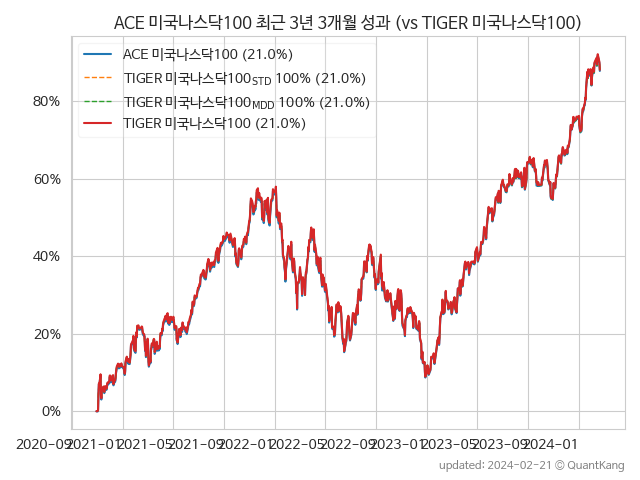 ACE 미국나스닥100 최근 3년 3개월 성과 (vs TIGER 미국나스닥100)
ACE 미국나스닥100 (21.0%)
TIGER 미국나스닥100STD 100% (21.0%)
TIGER 미국나스닥100MDD 100% (21.0%)
TIGER 미국나스닥100 (21.0%)
80%
60%
40%
20%
0%
2020-09 2021-01 2021-05 2021-09 2022-01 2022-05 2022-09 2023-01 2023-05 2023-09 2024-01
updated: 2024-02-21 © QuantKang